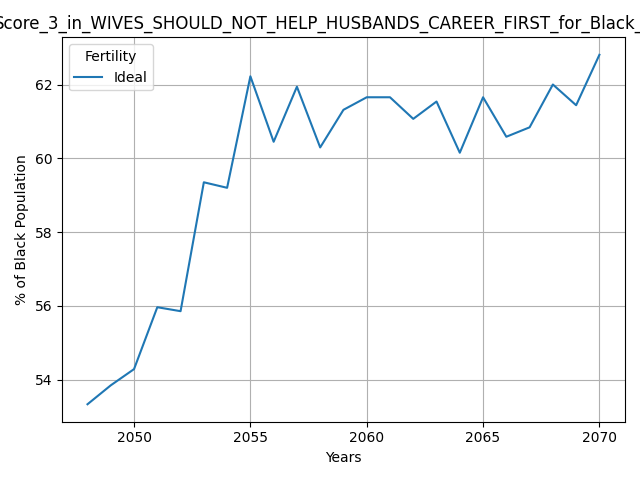 Score_3_in_WIVES_SHOULD_NOT_HELP_HUSBANDS_CAREER_FIRST_for_Black_
Fertility
Ideal
62
60
58
56
54
% of Black Population
2050 2055 2060 2065 2070
Years